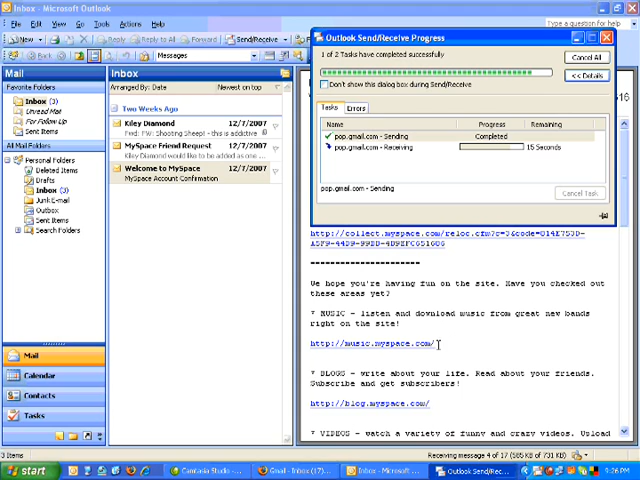 Inbox - Microsoft Outlook
File Edit View Go Tools Actions
Type a question for help
New Reply Reply to All Forward Send/Receive
Back Messages
Mail
Favorite Folders
Inbox (3)
Unread Mail
For Follow Up
Sent Items
All Mail Folders
Personal Folders
Deleted Items
Drafts
Inbox (3)
Junk E-mail
Outbox
Sent Items
Search Folders
Mail
Calendar
Contacts
Tasks
3 Items
Inbox
Arranged By: Date Newest on top
Two Weeks Ago
Kiley Diamond 12/7/2007
Fwd: FW: Shooting Sheep! - this is addictive
MySpace Friend Request 12/7/2007
Kiley Diamond would like to be added as one...
Welcome to MySpace 12/7/2007
MySpace Account Confirmation
Outlook Send/Receive Progress
1 of 2 Tasks have completed successfully
Cancel All
<< Details
Don't show this dialog box during Send/Receive
Tasks Errors
Name Progress Remaining
pop.gmail.com - Sending Completed
pop.gmail.com - Receiving 15 Seconds
pop.gmail.com - Sending
Cancel Task
16
http://collect.myspace.com/reloc.cfm?c=3&code=
======================
We hope you're having fun on the site. Have you checked out
these areas yet?
* MUSIC - listen and download music from great new bands
right on the site!
http://music.myspace.com/
* BLOGS - write about your life. Read about your friends.
Subscribe and get subscribers!
http://blog.myspace.com/
* VIDEOS - watch a variety of funny and crazy videos. Upload
Receiving 4 of 17 (585 KB of 731 KB)
start
Camtasia Studio -...
Gmail - Inbox (17)...
Inbox - Microsoft ...
Outlook Send/Rec...
9:26 PM